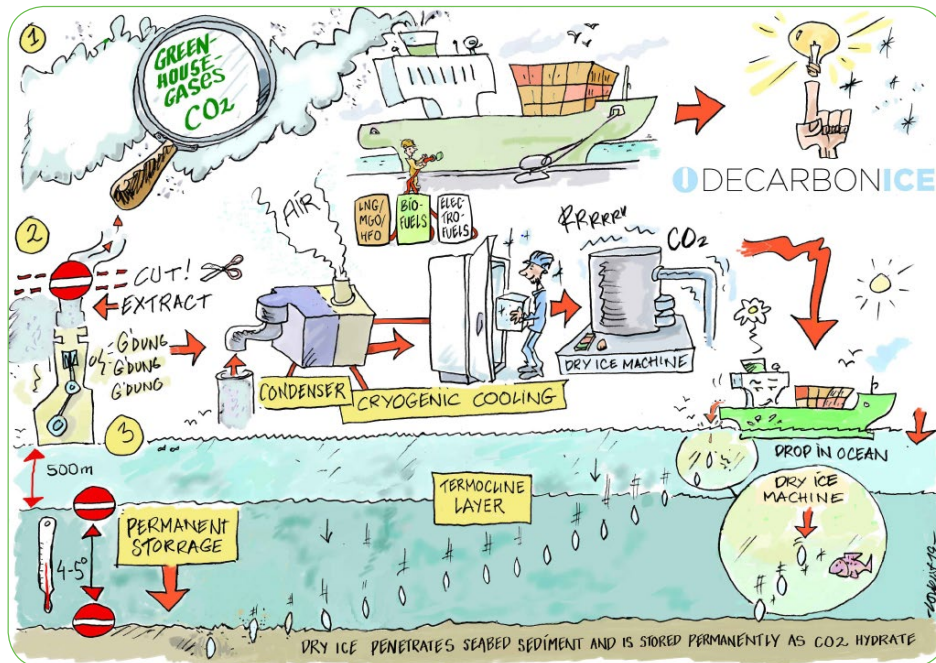 1
GREEN-
HOUSE-
GASES
CO2
LNG/
MGO/
HFO
BIO-
FUELS
ELEC-
TRO-
FUELS
DECARBONICE
2
CUT!
EXTRACT
G'DUNG
G'DUNG
G'DUNG
AIR
CONDENSER
CRYOGENIC COOLING
RRRRRR
CO2
DRY ICE MACHINE
3
500m
4-5°
PERMANENT
STORRAGE
TERMOCLINE
LAYER
DROP IN OCEAN
DRY ICE
MACHINE
DRY ICE PENETRATES SEABED SEDIMENT AND IS STORED PERMANENTLY AS CO2 HYDRATE